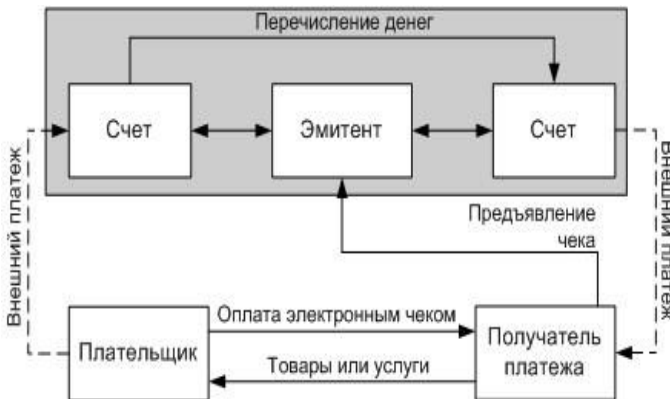 Перечисление денег
Счет
Эмитент
Счет
Внешний платеж
Внешний платеж
Предъявление
чека
Оплата электронным чеком
Плательщик
Получатель
платежа
Товары или услуги